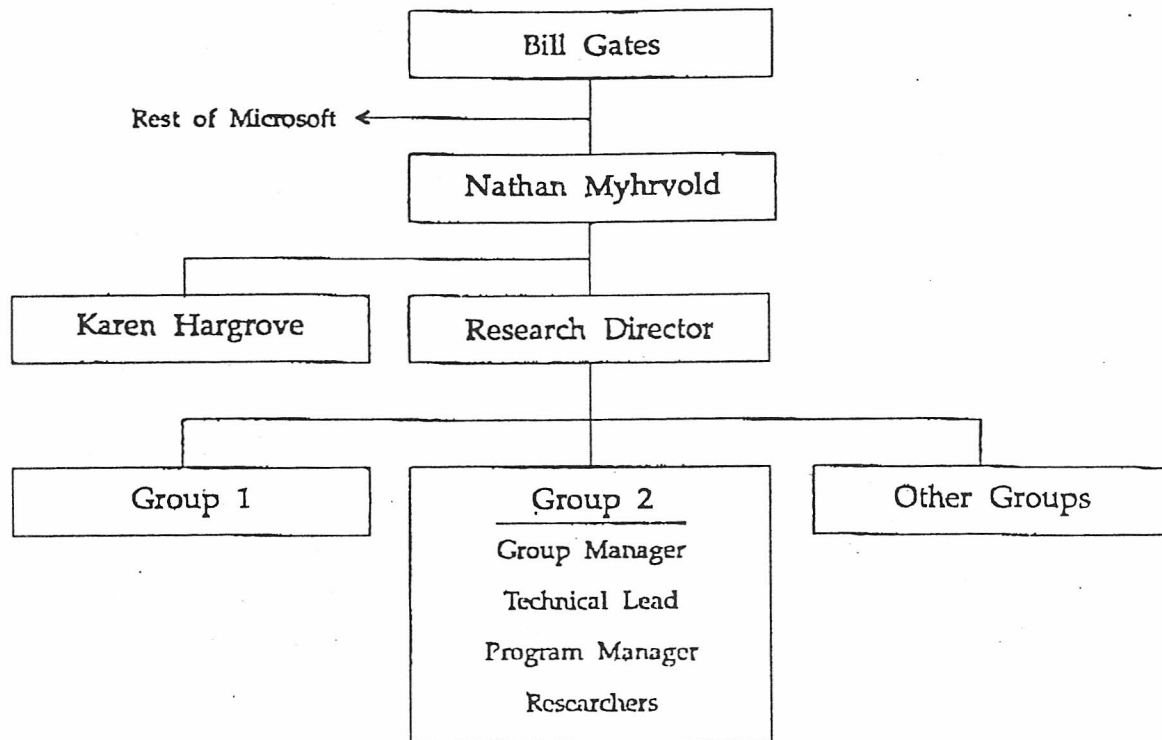 Bill Gates
Rest of Microsoft
Nathan Myhrvold
Karen Hargrove
Research Director
Group 1
Group 2
Other Groups
Group Manager
Technical Lead
Program Manager
Researchers